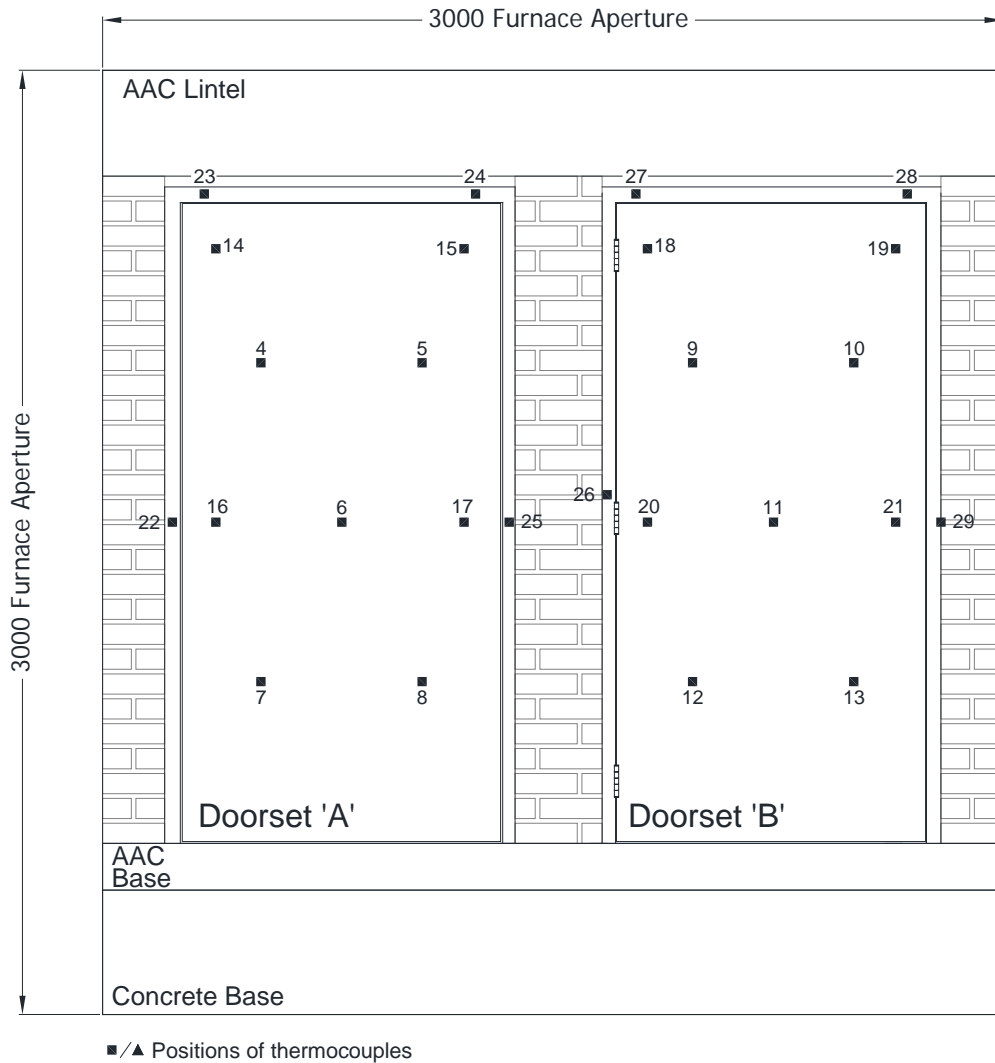 3000 Furnace Aperture
AAC Lintel
23 24 27 28
14 15 18 19
4 5 9 10
3000 Furnace Aperture
26
22 16 6 17 25 20 11 21 29
7 8 12 13
Doorset 'A' Doorset 'B'
AAC
Base
Concrete Base
■/▲ Positions of thermocouples